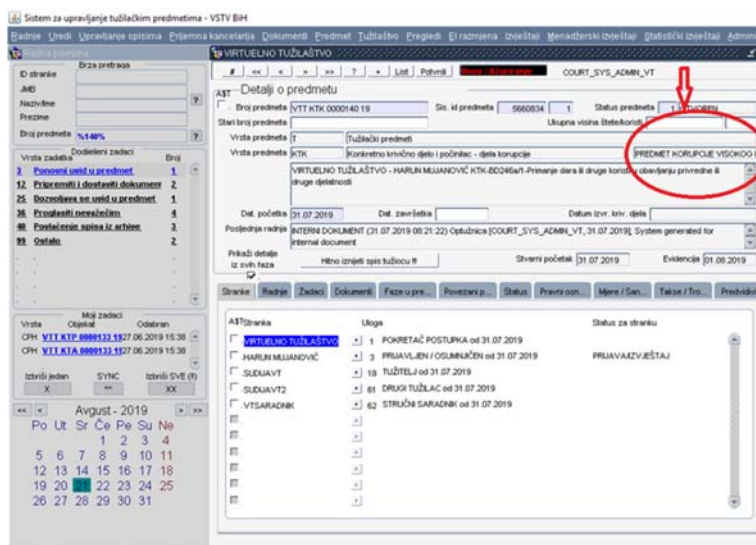 Sistem za upravljanje tužilačkim predmetima - VSTV BiH
Radnje Uredi Upravljanje spisima Prijemna kancelarija Dokumenti Predmet Tužilaštvo Pregledi El razmjena Izvještaji Menadžerski izvještaji Statistički izvještaji Admini
Radna površina
Brza pretraga
ID stranke
JMB
Naziv/Ime
?
Prezime
Broj predmeta %140%
?
Dodijeljeni zadaci
Vrsta zadatka Broj
3 Ponovni uvid u predmet 1
12 Pripremiti i dostaviti dokumen 2
25 Dozvoljava se uvid u predmet 1
36 Proglasiti nevažećim 4
40 Povlačenje spisa iz arhive 3
99 Ostalo 2
Moji zadaci
Vrsta Objekat Odabran
CPH VTT KTP 0000133 19 27.06.2019 15:38
CPH VTT KTA 0000133 19 27.06.2019 15:38
Izbriši jedan SYNC Izbriši SVE (!)
X ^^ XX
<< < Avgust - 2019 > >>
Po Ut Sr Če Pe Su Ne
1 2 3 4
5 6 7 8 9 10 11
12 13 14 15 16 17 18
19 20 21 22 23 24 25
26 27 28 29 30 31
VIRTUELNO TUŽILAŠTVO
# << < > >> ? + List Potvrdi COURT_SYS_ADMIN_VT
A$T Detalji o predmetu
Broj predmeta VTT KTK 0000140 19 Sis. id predmeta 5660834 1 Status predmeta 1 OTVOREN
Stari broj predmeta Ukupna visina štete/koristi
Vrsta predmeta T Tužilački predmeti
Vrsta predmeta KTK Konkretno krivično djelo i počinilac - djela korupcije PREDMET KORUPCIJE VISOKOG
VIRTUELNO TUŽILAŠTVO - HARUN MUJANOVIĆ KTK-BD246a/1-Primanje dara ili druge koristi u obavljanju privredne ili
druge djelatnosti
Dat. početka 31.07.2019 Dat. završetka Datum izvr. kriv. djela
Posljednja radnja INTERNI DOKUMENT (31.07.2019 08:21:22) Optužnica [COURT_SYS_ADMIN_VT, 31.07.2019], System generated for
internal document
Prikaži detalje
iz svih faza
Hitno iznijeti spis tužiocu !!! Stvarni početak 31.07.2019 Evidencija 01.08.2019
Stranke Radnje Zadaci Dokumenti Faze u pre... Povezani p... Status Pravni osn... Mjere / San... Takse / Tro... Predvidivi
A$T Stranka Uloga Status za stranku
VIRTUELNO TUŽILAŠTVO 1 POKRETAČ POSTUPKA od 31.07.2019
HARUN MUJANOVIĆ 3 PRIJAVLJEN / OSUMNJIČEN od 31.07.2019 PRIJAVA/IZVJEŠTAJ
SUDIJAVT 18 TUŽITELJ od 31.07.2019
SUDIJAVT2 61 DRUGI TUŽILAC od 31.07.2019
VTSARADNIK 62 STRUČNI SARADNIK od 31.07.2019